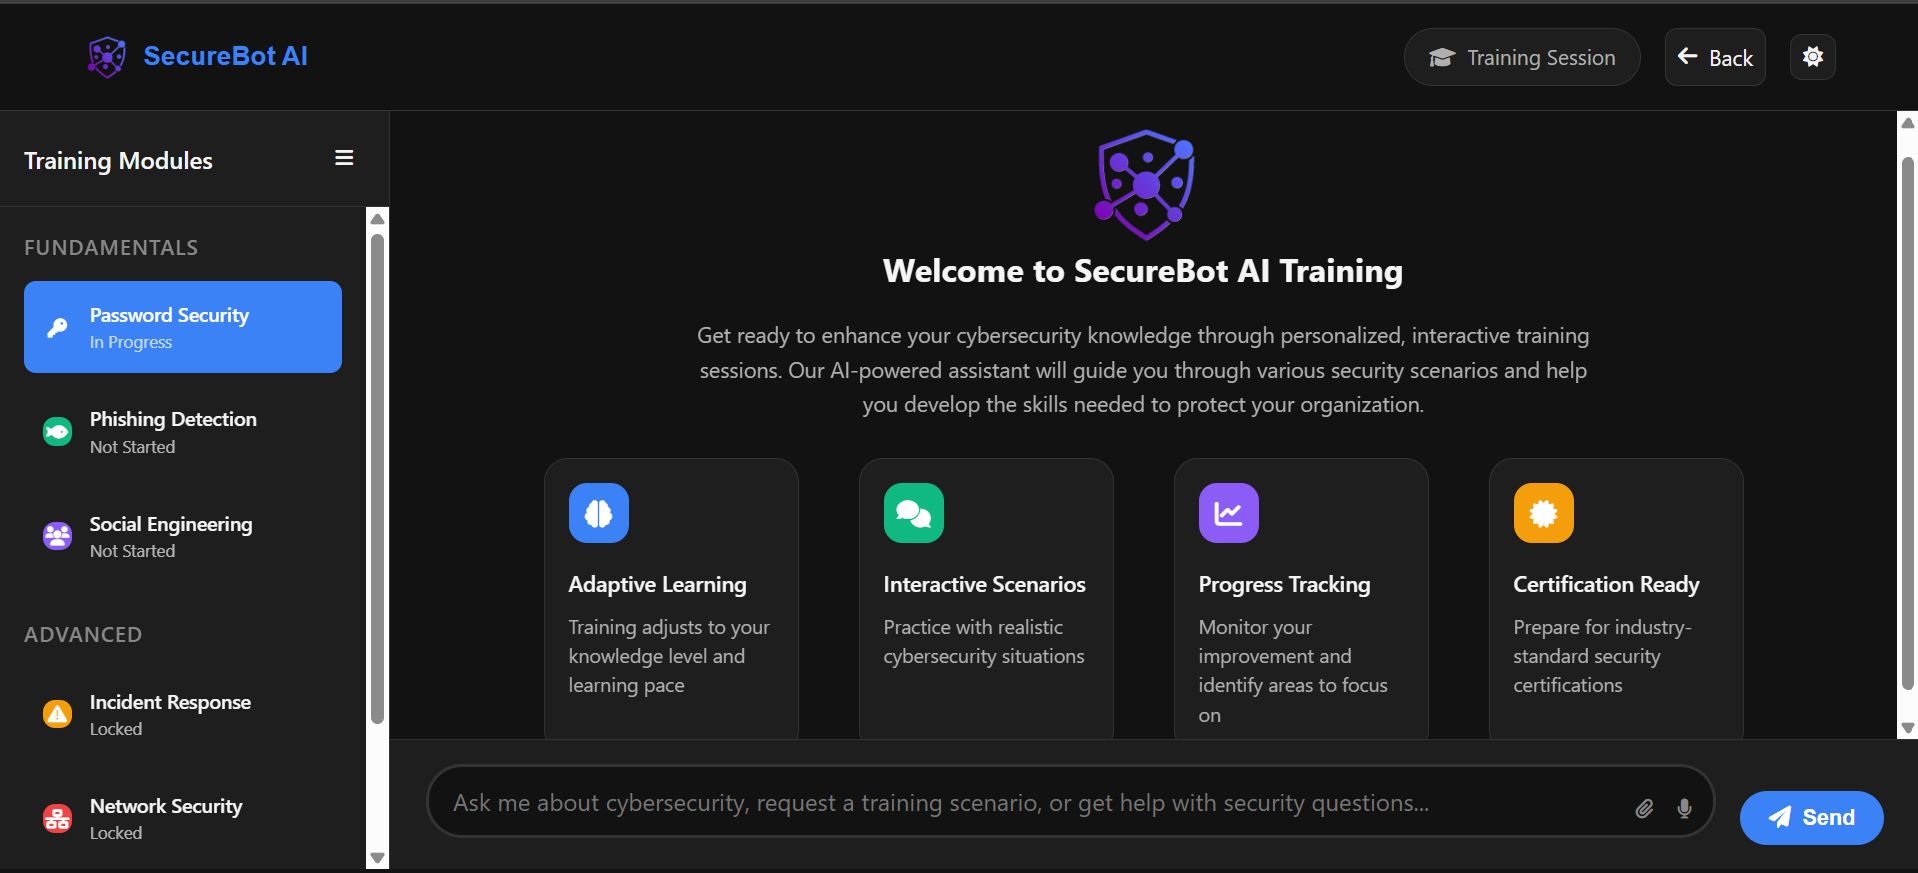 SecureBot AI
Training Session
Back
Training Modules
FUNDAMENTALS
Password Security
In Progress
Phishing Detection
Not Started
Social Engineering
Not Started
ADVANCED
Incident Response
Locked
Network Security
Locked
Welcome to SecureBot AI Training
Get ready to enhance your cybersecurity knowledge through personalized, interactive training
sessions. Our AI-powered assistant will guide you through various security scenarios and help
you develop the skills needed to protect your organization.
Adaptive Learning
Training adjusts to your
knowledge level and
learning pace
Interactive Scenarios
Practice with realistic
cybersecurity situations
Progress Tracking
Monitor your
improvement and
identify areas to focus
on
Certification Ready
Prepare for industry-
standard security
certifications
Ask me about cybersecurity, request a training scenario, or get help with security questions...
Send